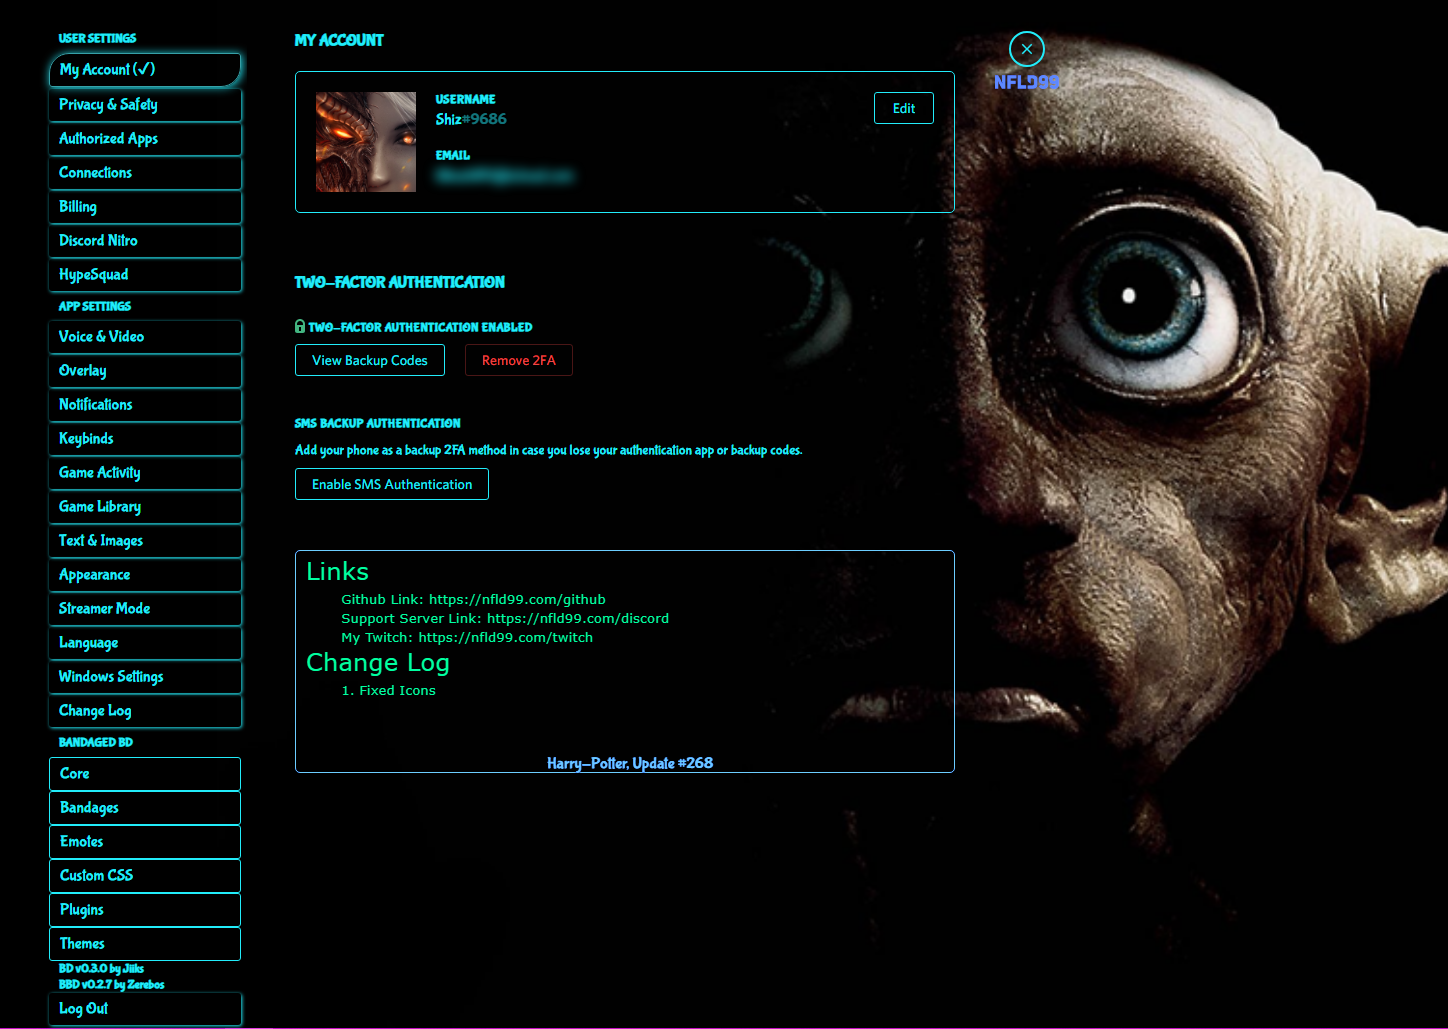 USER SETTINGS
My Account (✓)
Privacy & Safety
Authorized Apps
Connections
Billing
Discord Nitro
HypeSquad
APP SETTINGS
Voice & Video
Overlay
Notifications
Keybinds
Game Activity
Game Library
Text & Images
Appearance
Streamer Mode
Language
Windows Settings
Change Log
BANDAGED BD
Core
Bandages
Emotes
Custom CSS
Plugins
Themes
BD v0.3.0 by Jiiks
BBD v0.2.7 by Zerebos
Log Out
MY ACCOUNT
USERNAME
Shiz#9686
Edit
EMAIL
TWO-FACTOR AUTHENTICATION
TWO-FACTOR AUTHENTICATION ENABLED
View Backup Codes
Remove 2FA
SMS BACKUP AUTHENTICATION
Add your phone as a backup 2FA method in case you lose your authentication app or backup codes.
Enable SMS Authentication
Links
Github Link: https://nfld99.com/github
Support Server Link: https://nfld99.com/discord
My Twitch: https://nfld99.com/twitch
Change Log
1. Fixed Icons
Harry-Potter, Update #268
NFLD99